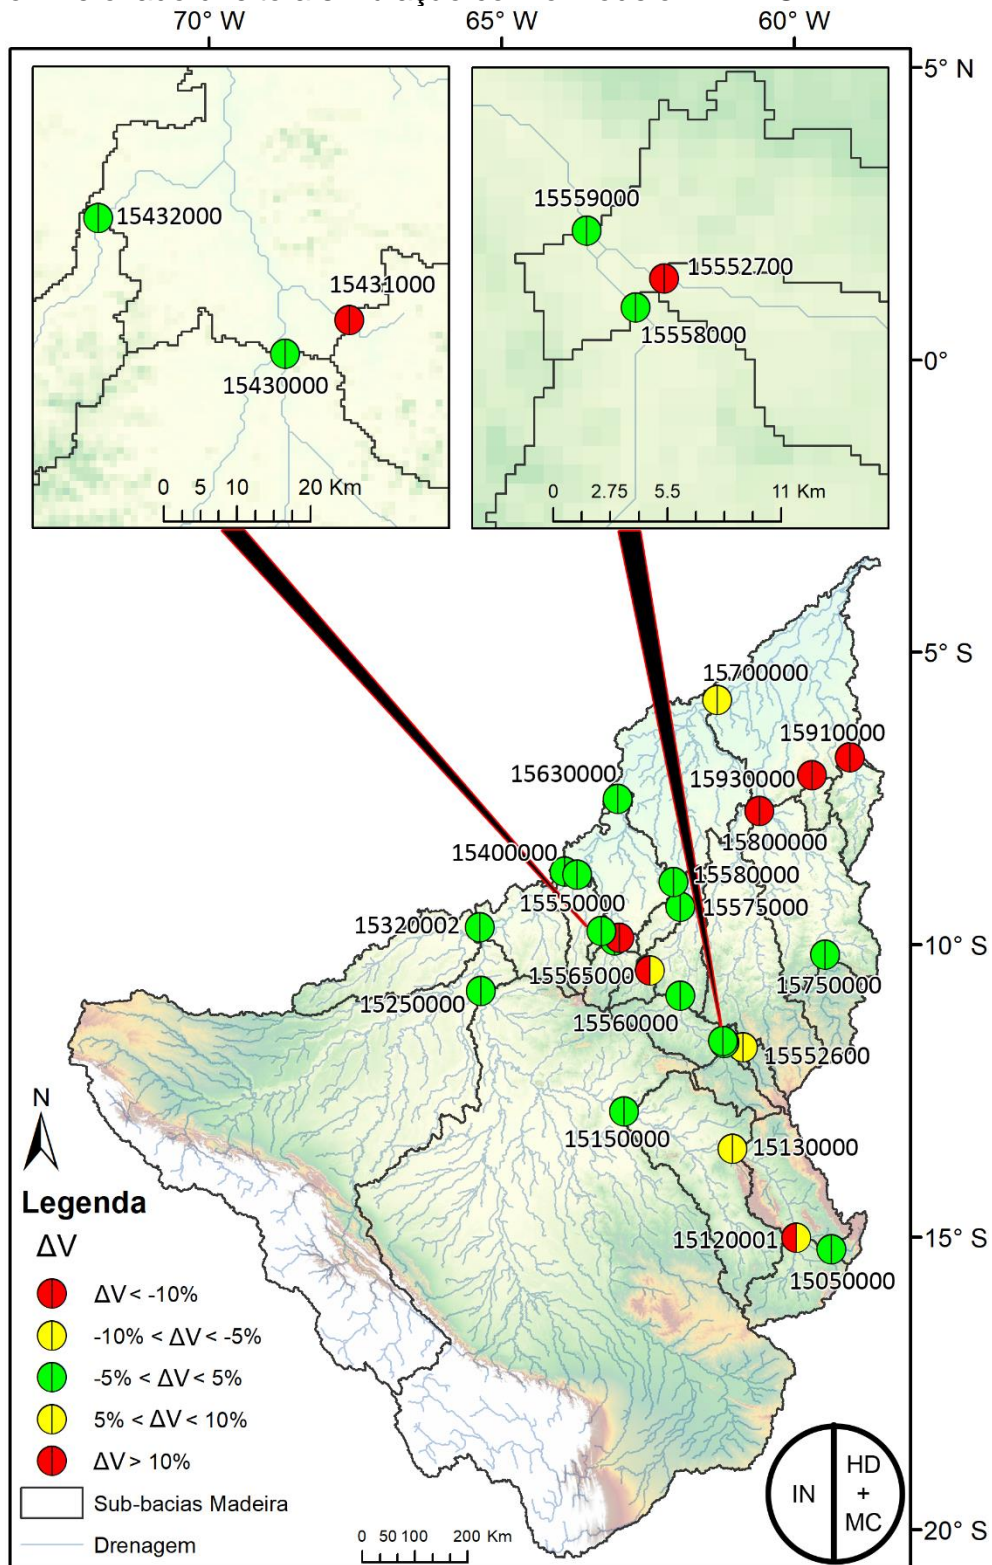 70° W
65° W
60° W
5° N
0°
5° S
10° S
15° S
20° S
15432000
15431000
15430000
0 5 10 20 Km
15559000
15552700
15558000
0 2.75 5.5 11 Km
15700000
15910000
15930000
15630000
15800000
15400000
15580000
15550000
15575000
15320002
15565000
15750000
15250000
15560000
15552600
15150000
15130000
15120001
15050000
N
Legenda
ΔV
ΔV < -10%
-10% < ΔV < -5%
-5% < ΔV < 5%
5% < ΔV < 10%
ΔV > 10%
Sub-bacias Madeira
Drenagem
0 50 100 200 Km
IN
HD
+
MC